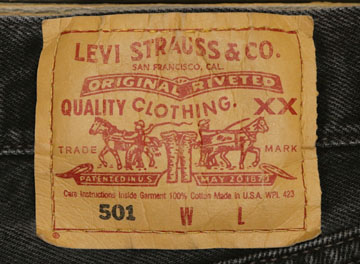 LEVI STRAUSS & CO.
SAN FRANCISCO, CAL.
ORIGINAL RIVETED
QUALITY CLOTHING. XX
TRADE MARK
PATENTED IN U.S. MAY 20 1873
Care Instructions Inside Garment 100% Cotton Made in U.S.A. WPL 423
501 W L
®